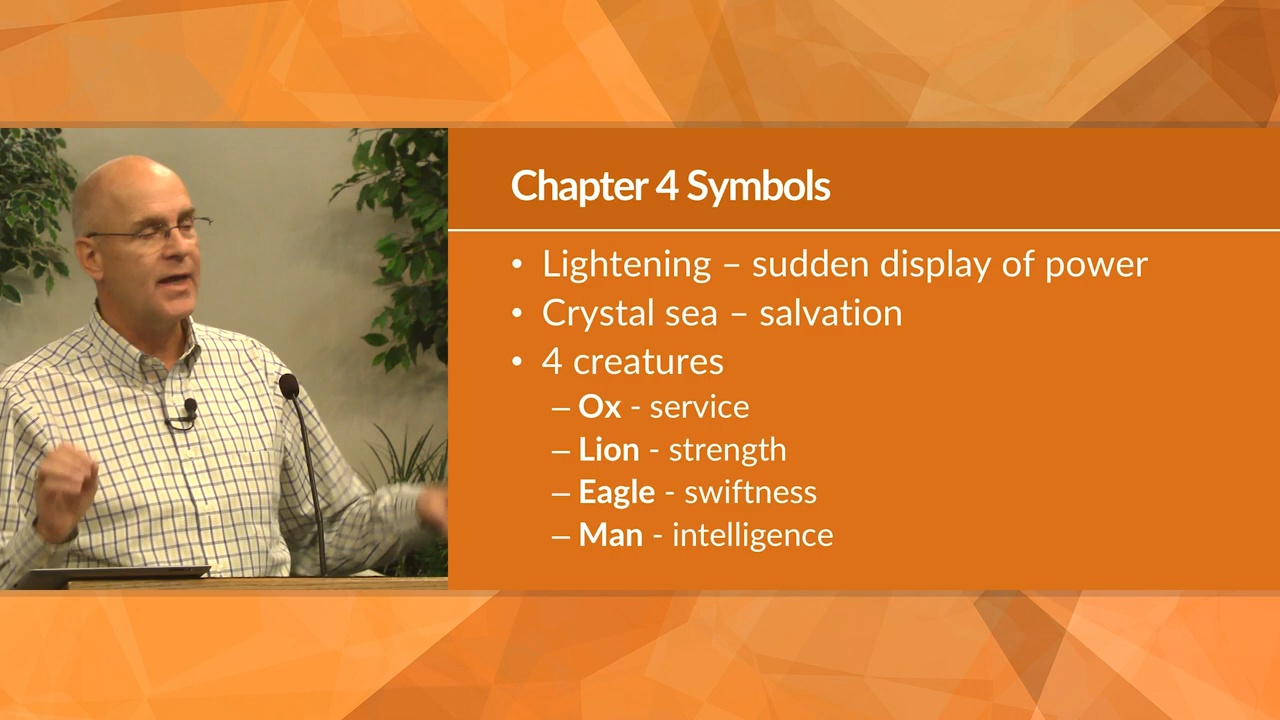 Chapter 4 Symbols
• Lightening – sudden display of power
• Crystal sea – salvation
• 4 creatures
– Ox - service
– Lion - strength
– Eagle - swiftness
– Man - intelligence